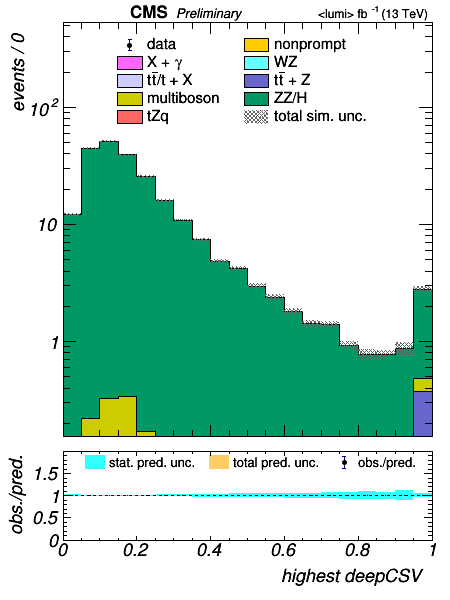 CMS Preliminary <lumi> fb⁻¹ (13 TeV)
events / 0
data nonprompt
X + γ WZ
tt̄/t + X tt̄ + Z
multiboson ZZ/H
tZq total sim. unc.
10²
10
1
obs./pred.
stat. pred. unc. total pred. unc. obs./pred.
1.5
1
0.5
0
0 0.2 0.4 0.6 0.8 1
highest deepCSV